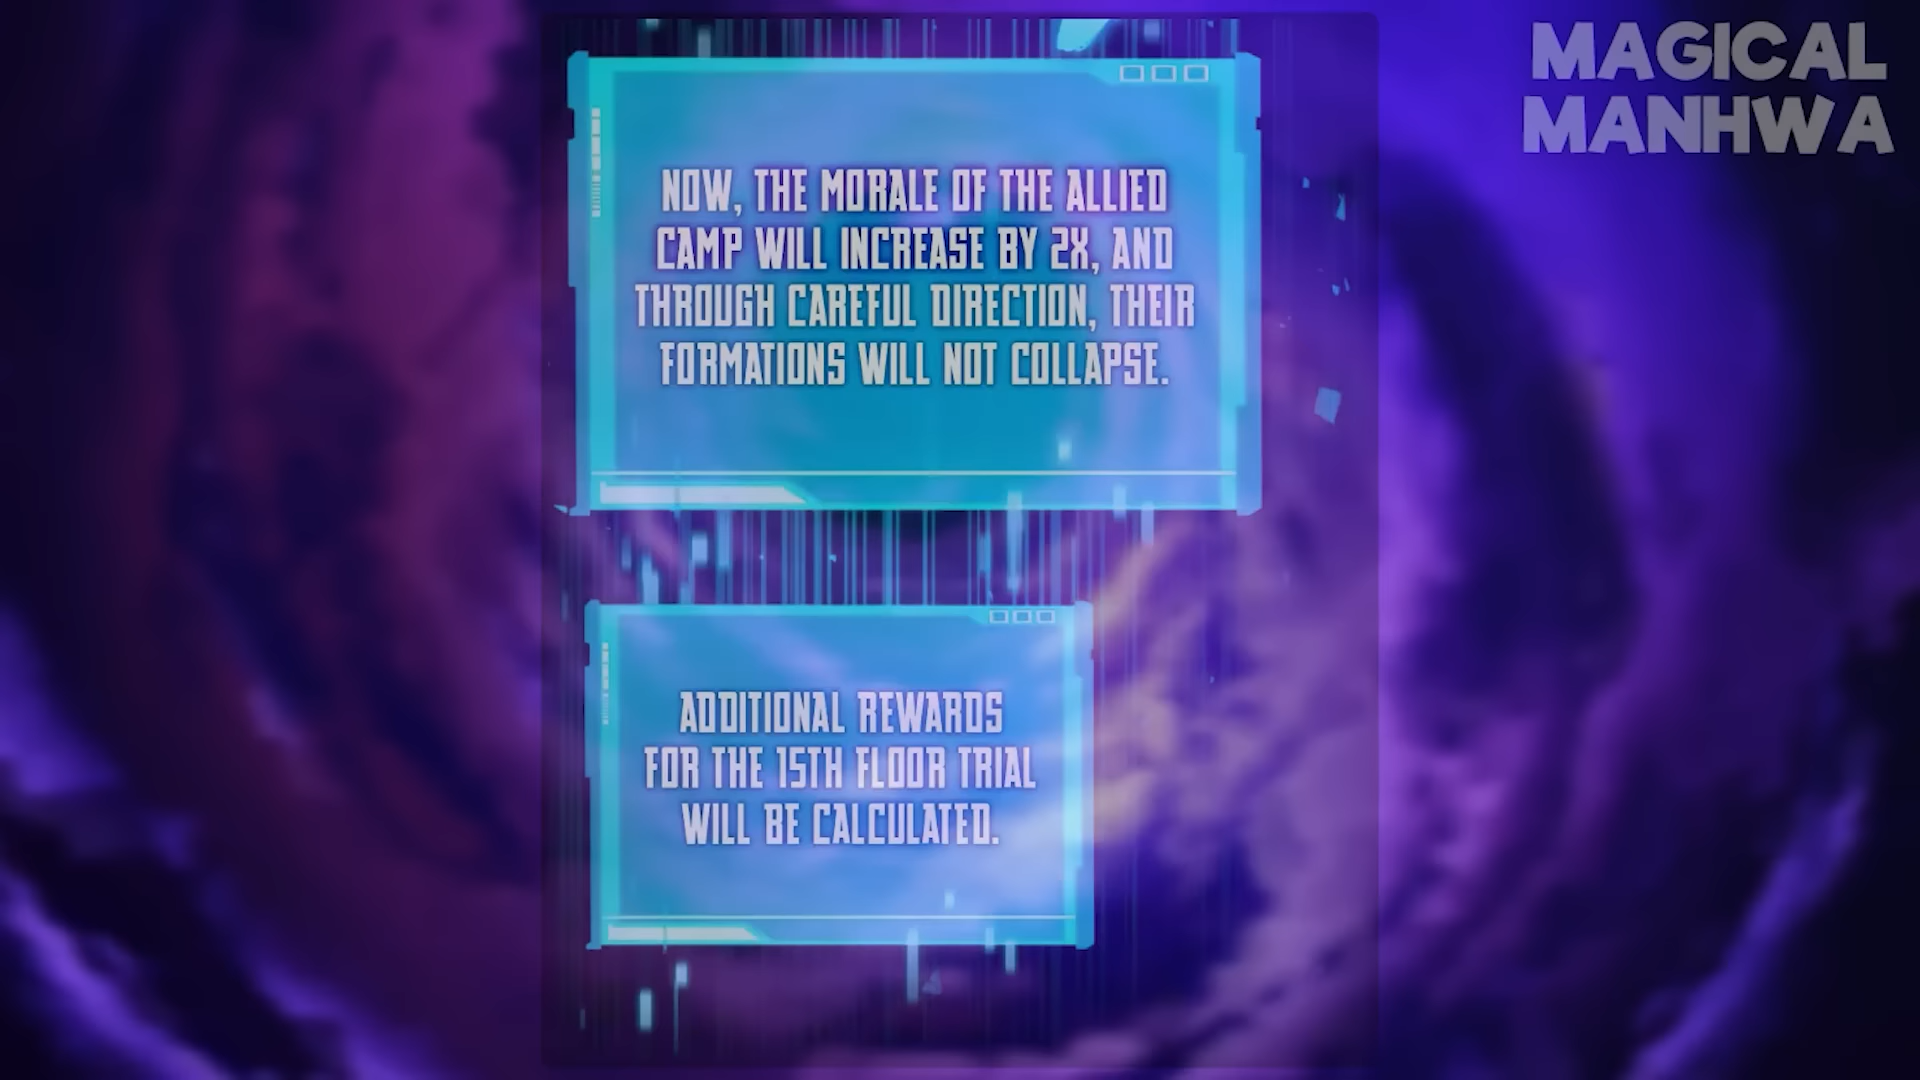 MAGICAL
MANHWA
NOW, THE MORALE OF THE ALLIED
CAMP WILL INCREASE BY 2X, AND
THROUGH CAREFUL DIRECTION, THEIR
FORMATIONS WILL NOT COLLAPSE.
ADDITIONAL REWARDS
FOR THE 15TH FLOOR TRIAL
WILL BE CALCULATED.